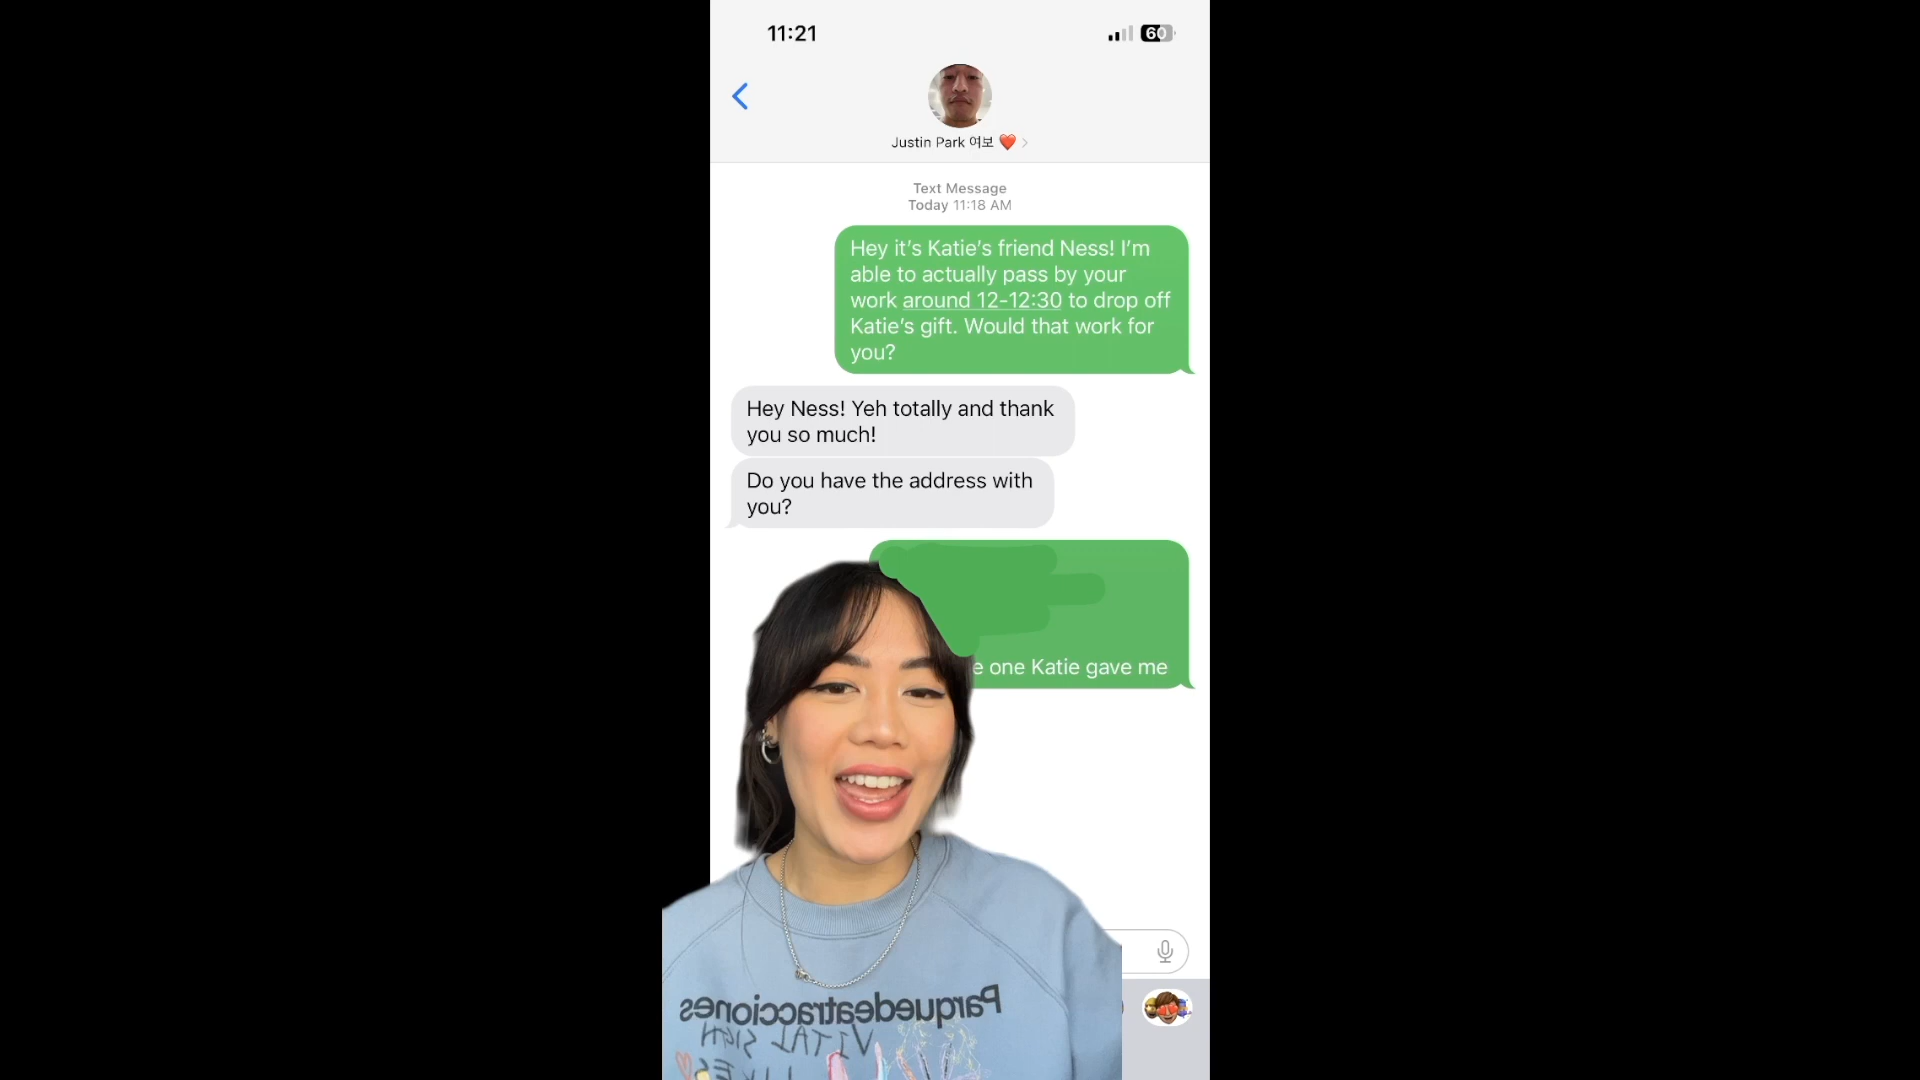 11:21
60
Justin Park 여보 ❤️
Text Message
Today 11:18 AM
Hey it’s Katie’s friend Ness! I’m
able to actually pass by your
work around 12-12:30 to drop off
Katie’s gift. Would that work for
you?
Hey Ness! Yeh totally and thank
you so much!
Do you have the address with
you?
one Katie gave me
Parquedeatracciones
VITAL SIGN